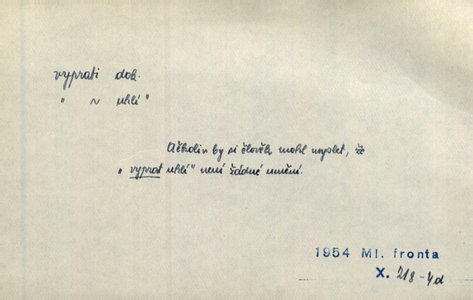 vyprati dok.
„ ~ uhlí"
Ačkoliv by si člověk mohl myslet, že
„vyprat uhlí" není žádné umění.
1954 Ml. fronta
X. 218-4d